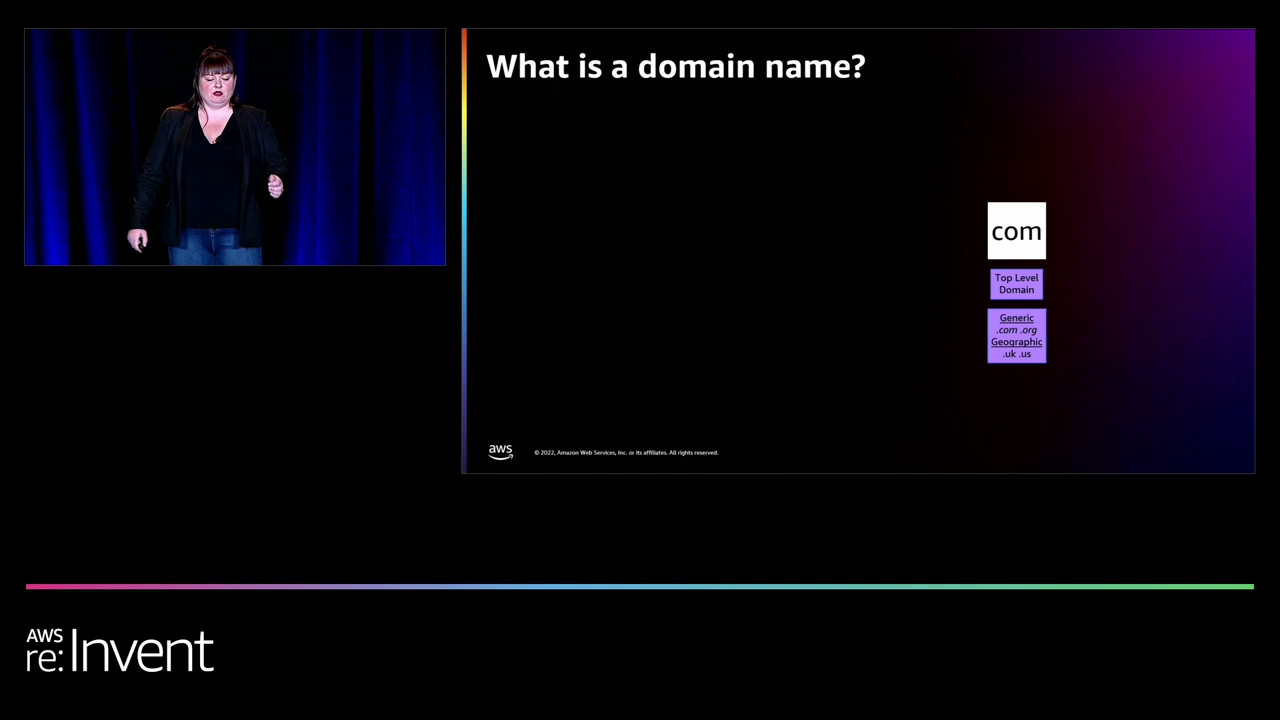 What is a domain name?
com
Top Level
Domain
Generic
.com .org
Geographic
.uk .us
aws
© 2022, Amazon Web Services, Inc. or its affiliates. All rights reserved.
AWS
re:Invent